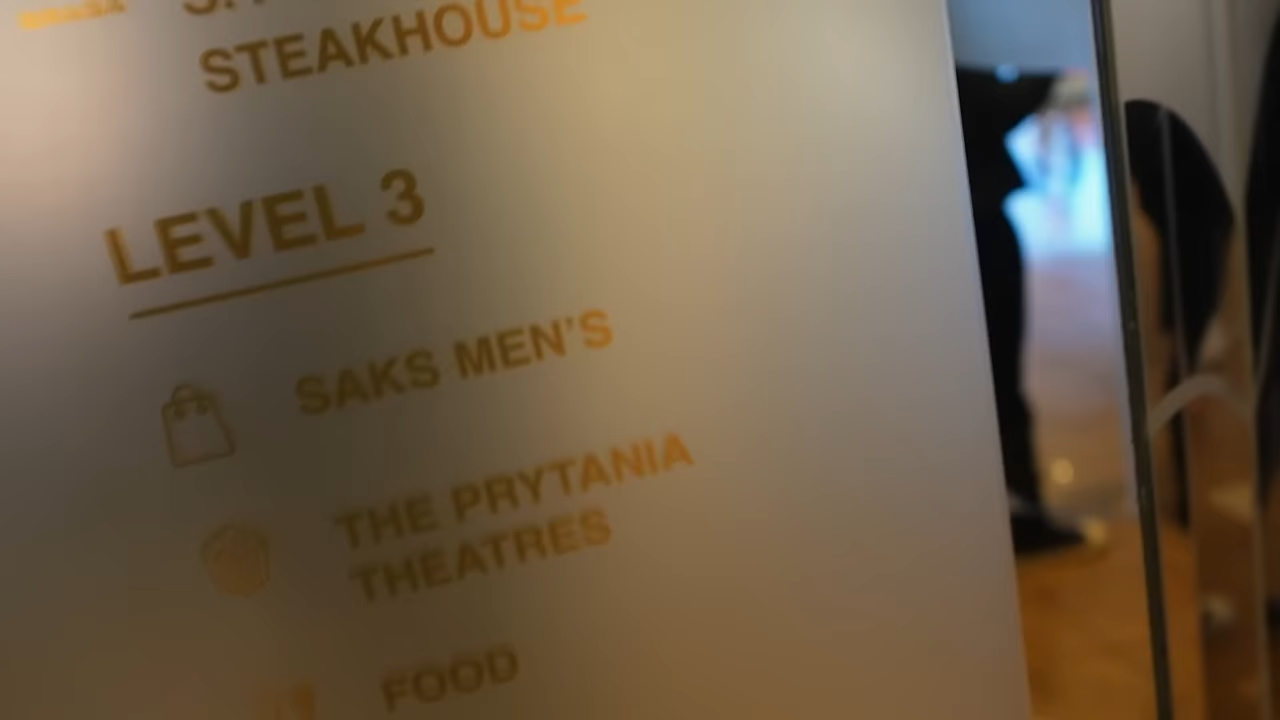 STEAKHOUSE
LEVEL 3
SAKS MEN'S
THE PRYTANIA
THEATRES
FOOD